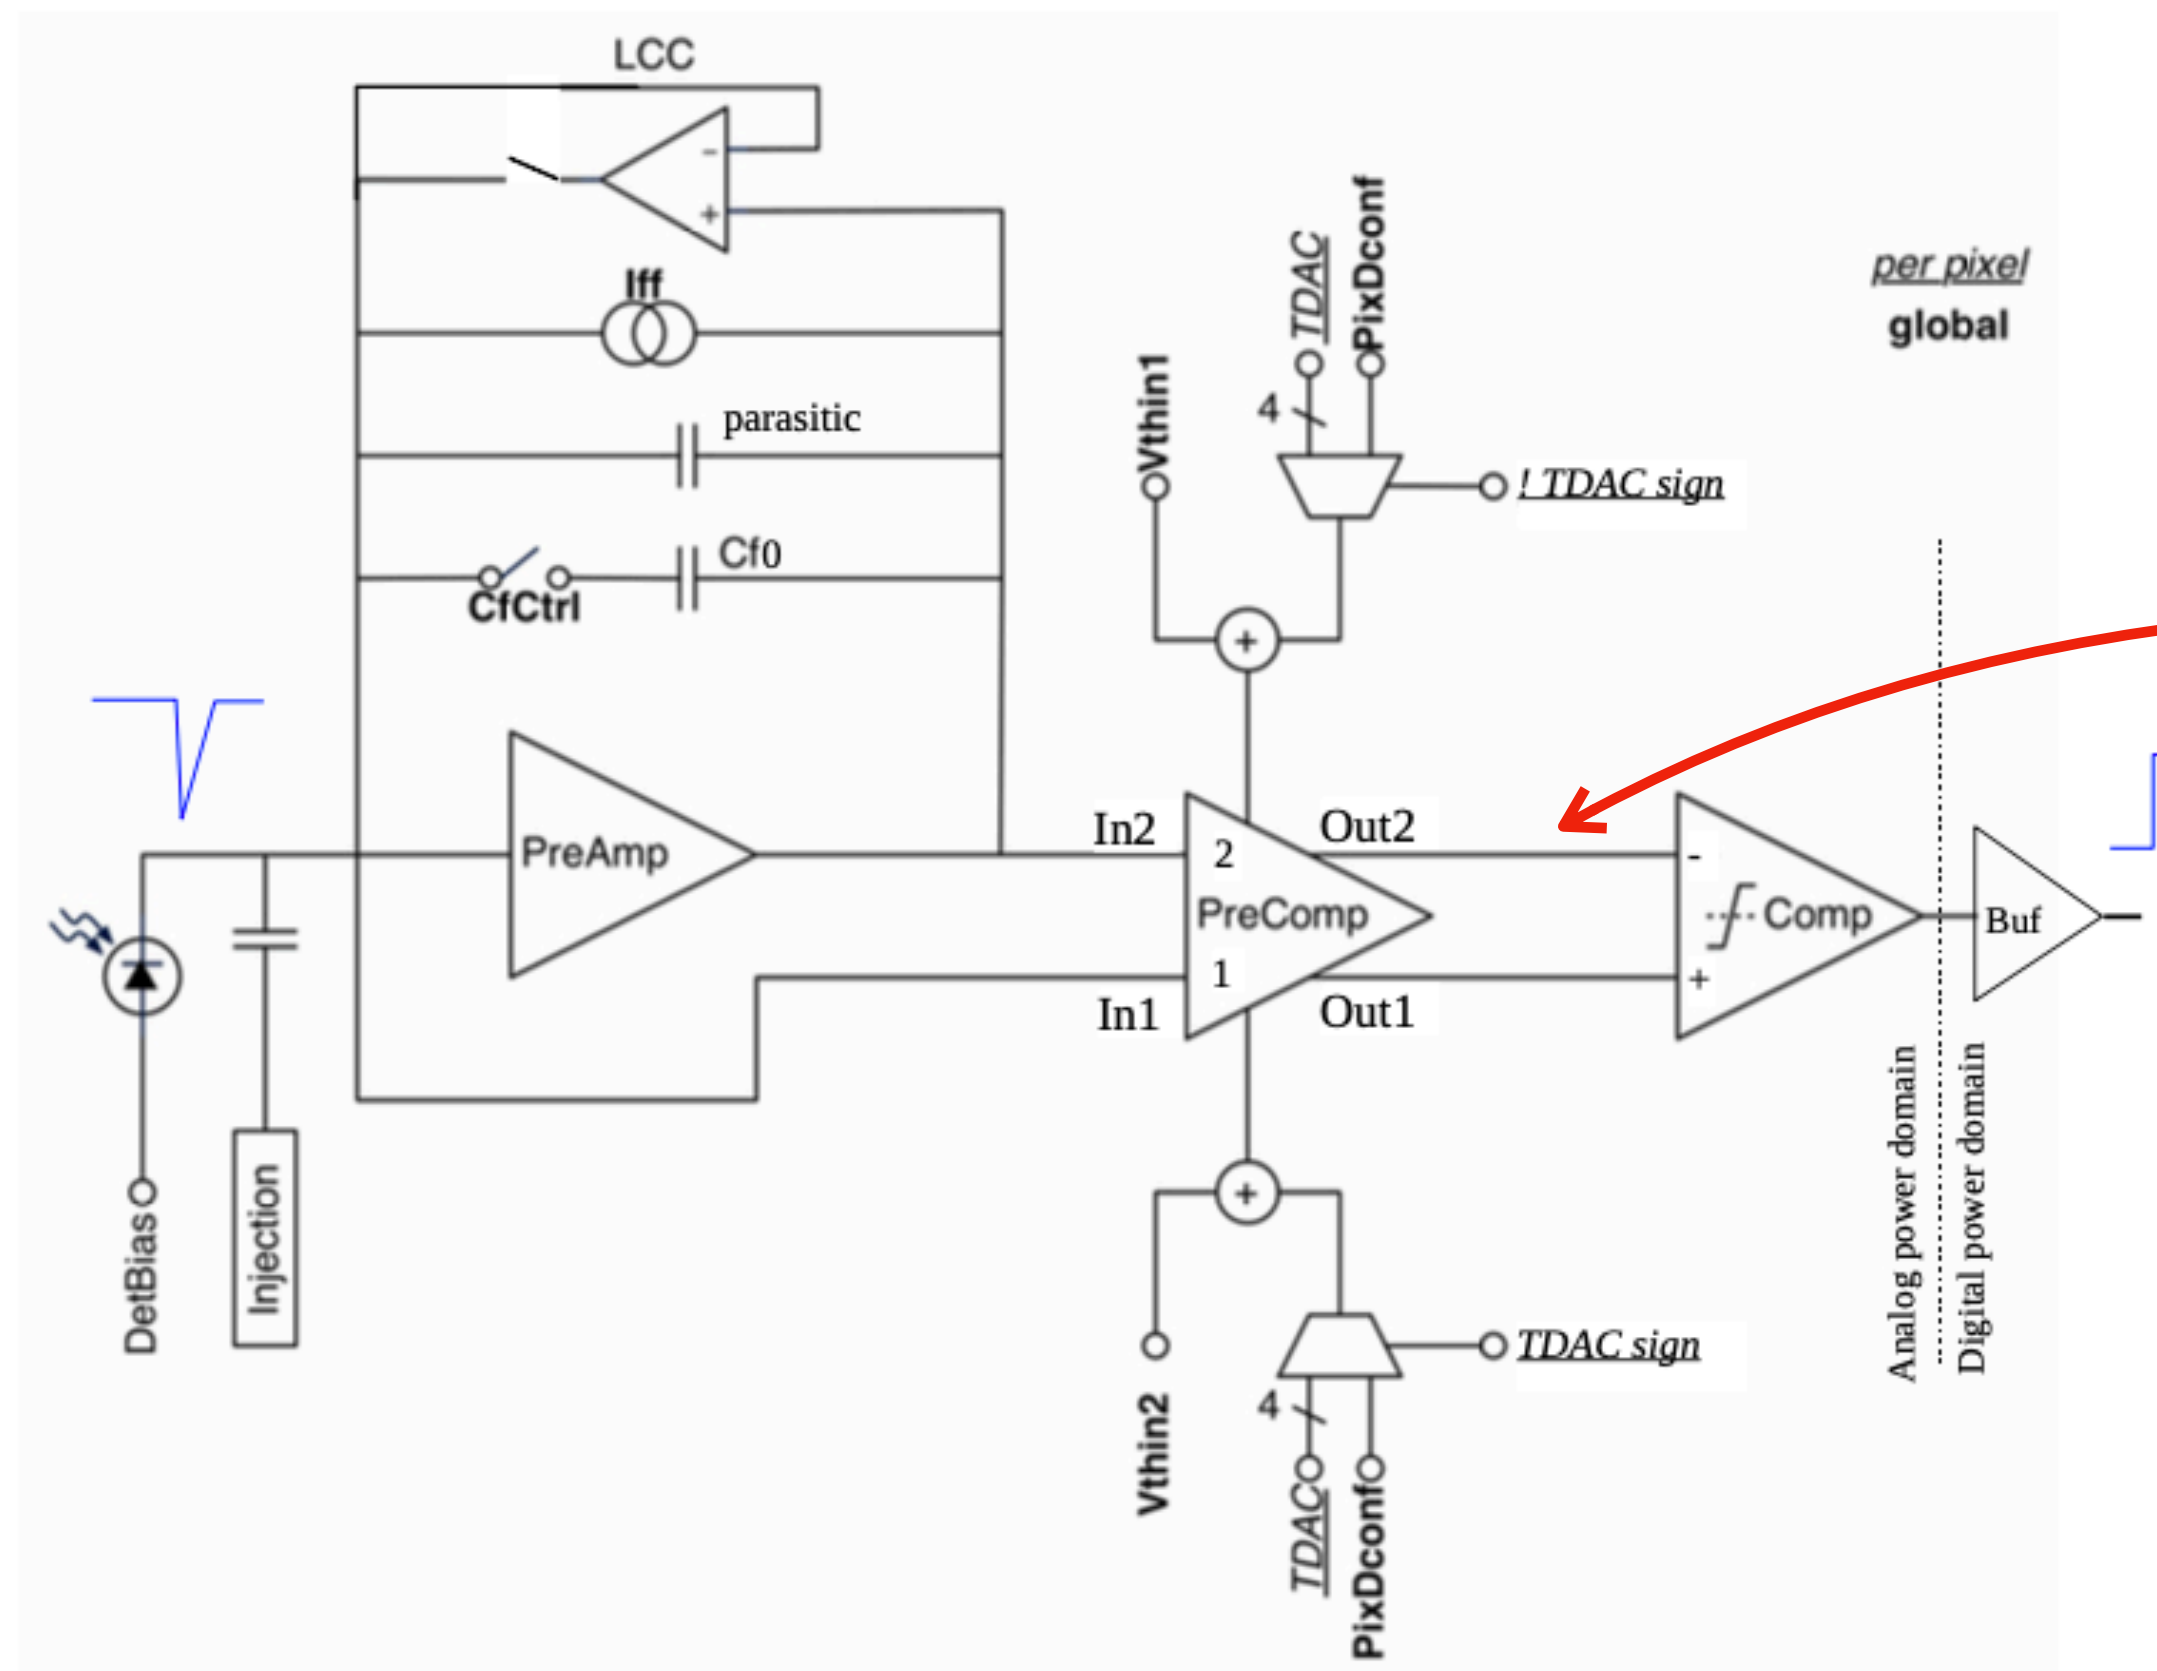 LCC
-
+
Iff
parasitic
Cf0
CfCtrl
TDAC
PixDconf
per pixel
global
Vthin1
4
! TDAC sign
+
PreAmp
In2
2
Out2
-
PreComp
Comp
Buf
1
In1
Out1
+
DetBias
Injection
+
Vthin2
4
TDAC sign
TDAC
PixDconf
Analog power domain
Digital power domain